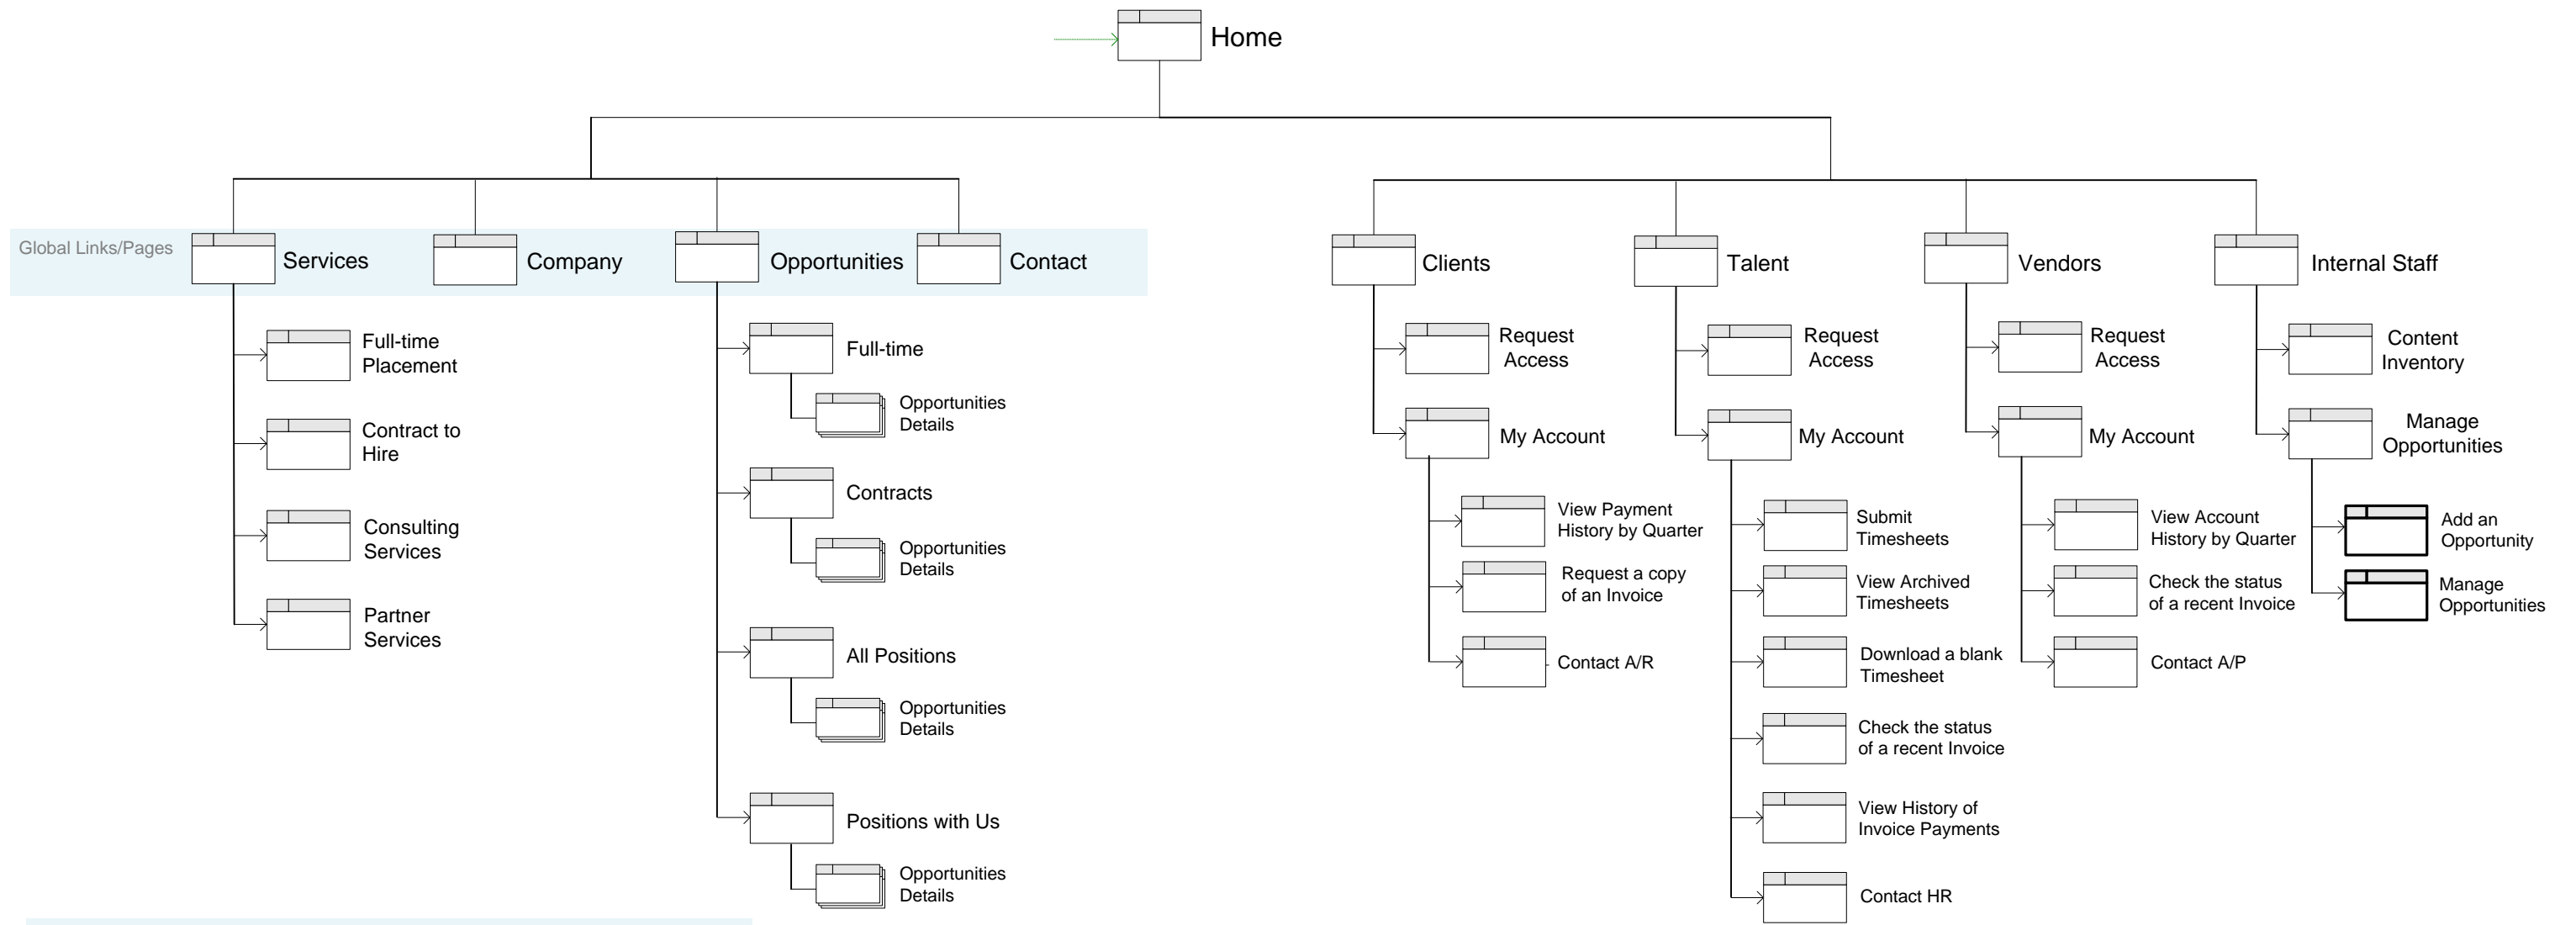 Home
Global Links/Pages
Services
Company
Opportunities
Contact
Clients
Talent
Vendors
Internal Staff
Full-time
Placement
Contract to
Hire
Consulting
Services
Partner
Services
Full-time
Opportunities
Details
Contracts
Opportunities
Details
All Positions
Opportunities
Details
Positions with Us
Opportunities
Details
Request
Access
My Account
View Payment
History by Quarter
Request a copy
of an Invoice
Contact A/R
Request
Access
My Account
Submit
Timesheets
View Archived
Timesheets
Download a blank
Timesheet
Check the status
of a recent Invoice
View History of
Invoice Payments
Contact HR
Request
Access
My Account
View Account
History by Quarter
Check the status
of a recent Invoice
Contact A/P
Content
Inventory
Manage
Opportunities
Add an
Opportunity
Manage
Opportunities